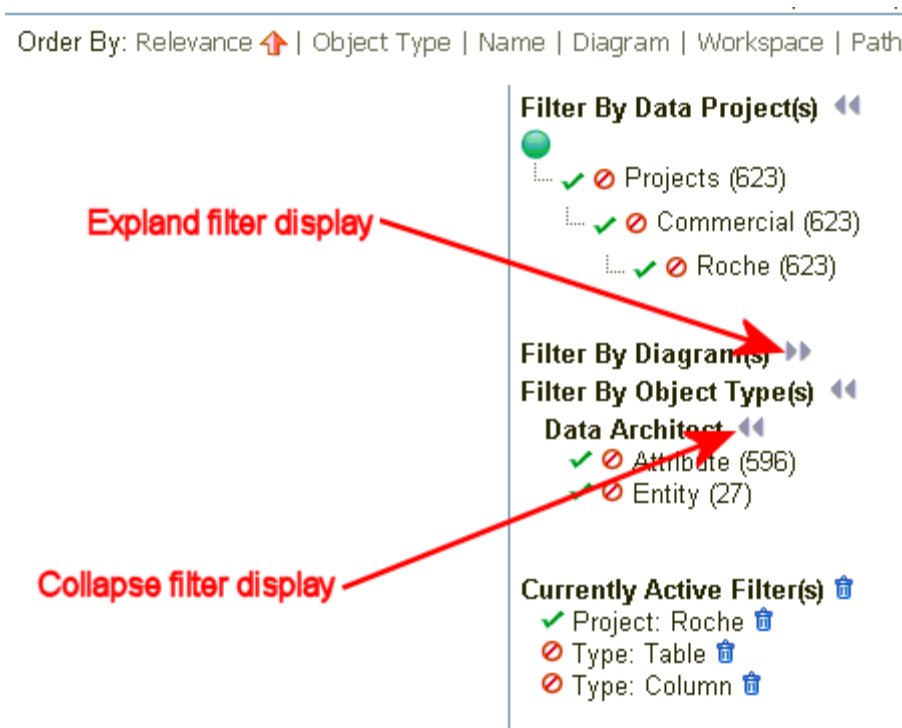 Order By: Relevance | Object Type | Name | Diagram | Workspace | Path
Filter By Data Project(s)
Projects (623)
Commercial (623)
Expland filter display
Roche (623)
Filter By Diagram(s)
Filter By Object Type(s)
Data Architect
Attribute (596)
Entity (27)
Collapse filter display
Currently Active Filter(s)
Project: Roche
Type: Table
Type: Column